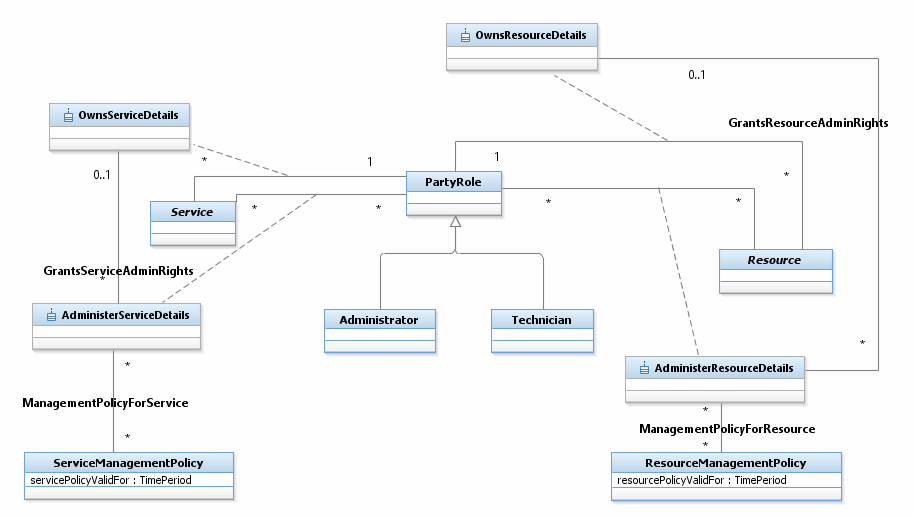 OwnsResourceDetails
0..1
OwnsServiceDetails
GrantsResourceAdminRights
*
1
1
0..1
PartyRole
*
Service
*
*
*
*
Resource
GrantsServiceAdminRights
*
AdministerServiceDetails
Administrator
Technician
*
*
AdministerResourceDetails
ManagementPolicyForService
*
ManagementPolicyForResource
*
*
ServiceManagementPolicy
servicePolicyValidFor : TimePeriod
ResourceManagementPolicy
resourcePolicyValidFor : TimePeriod